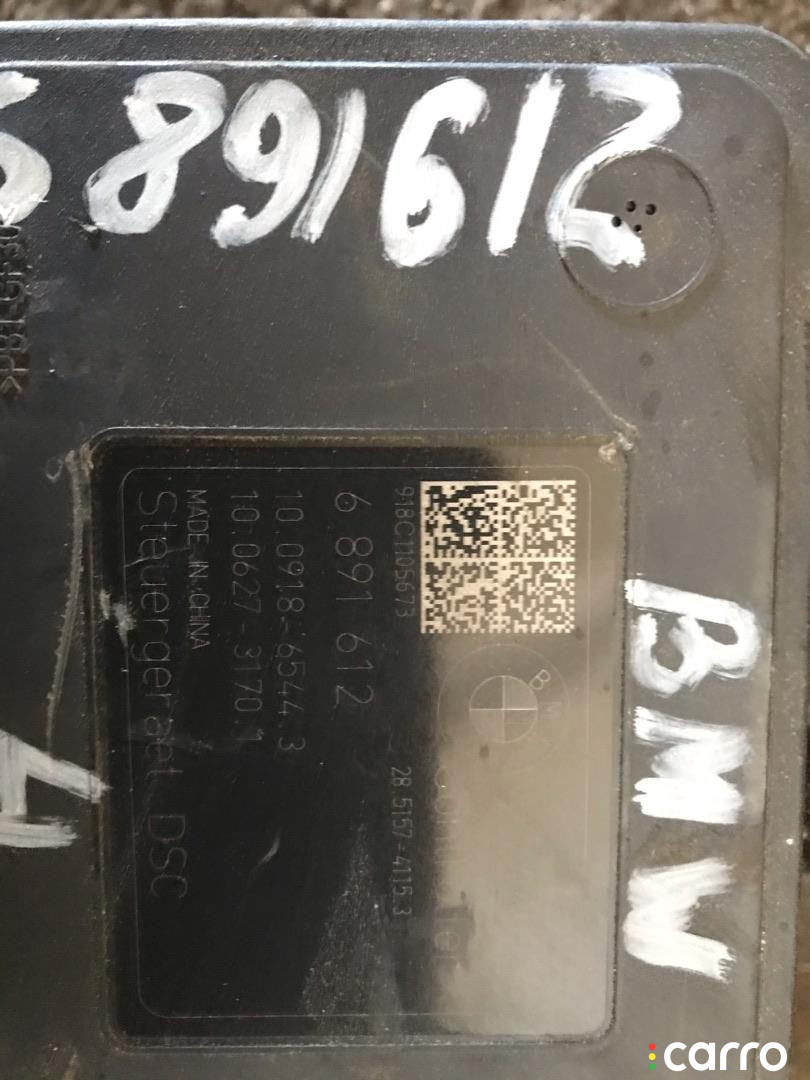 6891612
BMW
918C1105673
28 5157-4115.3
6 891 612
10.0918-6544.3
10.0627-3170.1
MADE IN CHINA
Steuergeraet DSC
carro